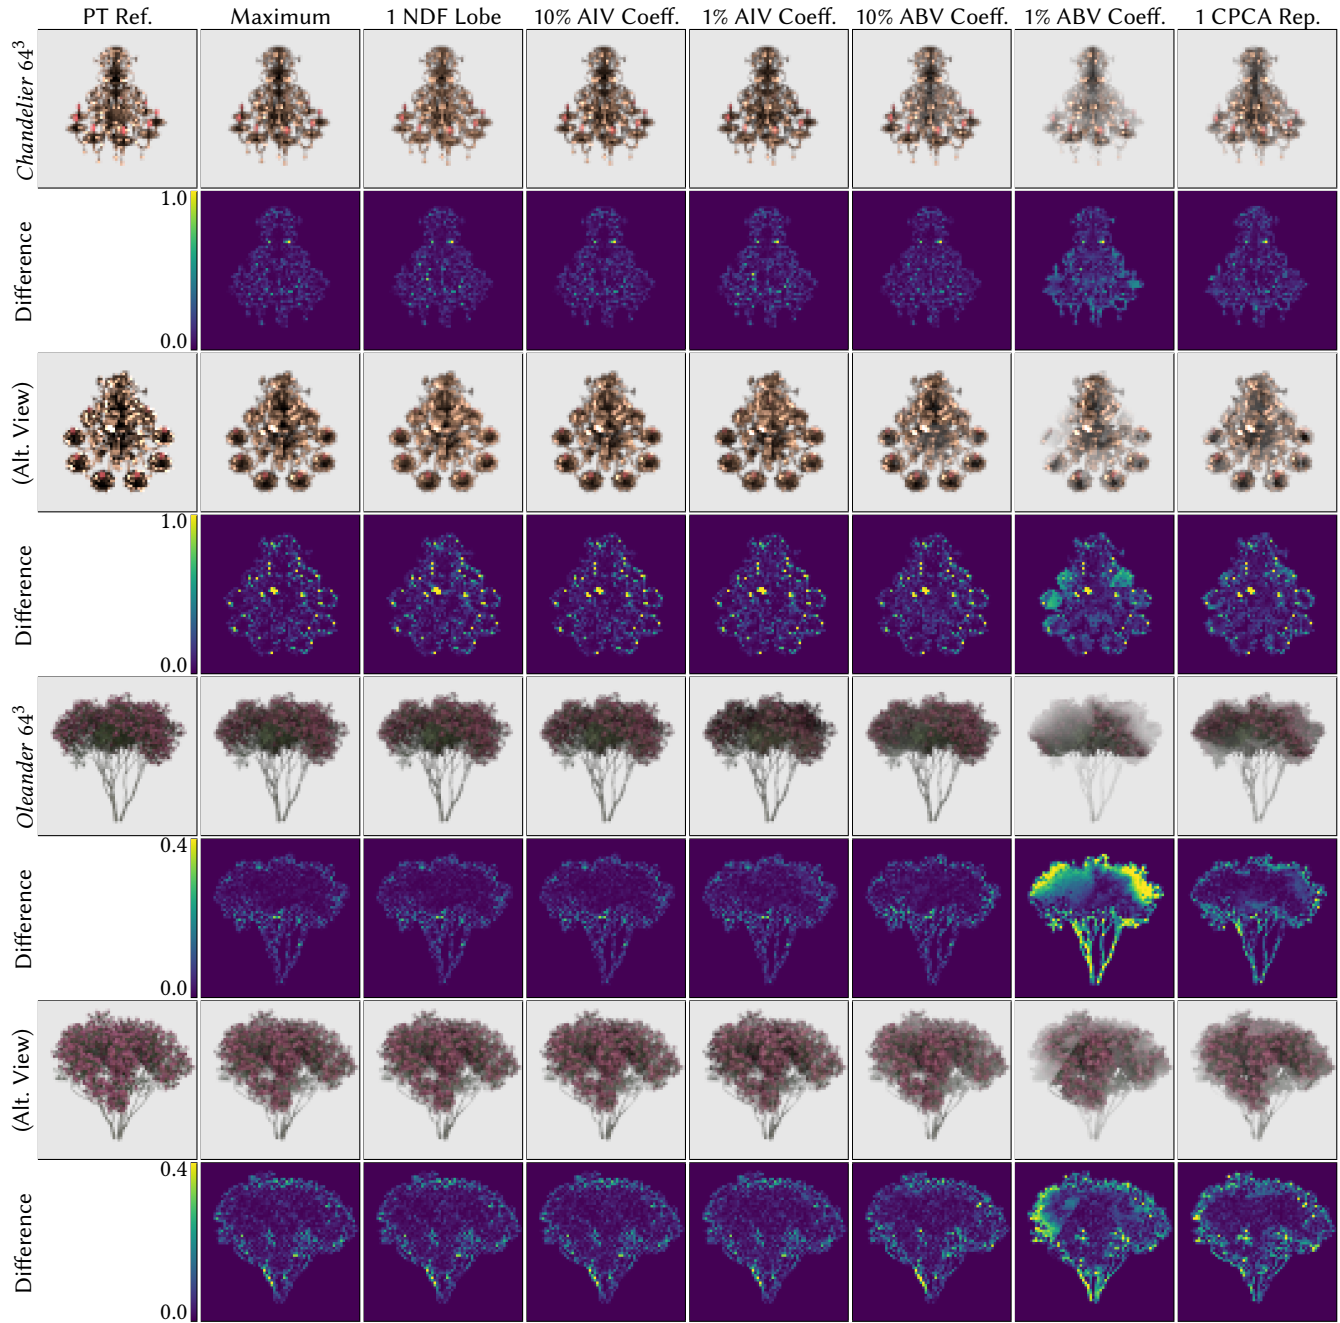 PT Ref. Maximum 1 NDF Lobe 10% AIV Coeff. 1% AIV Coeff. 10% ABV Coeff. 1% ABV Coeff. 1 CPCA Rep.
Chandelier 64³
1.0
Difference
0.0
(Alt. View)
1.0
Difference
0.0
Oleander 64³
0.4
Difference
0.0
(Alt. View)
0.4
Difference
0.0